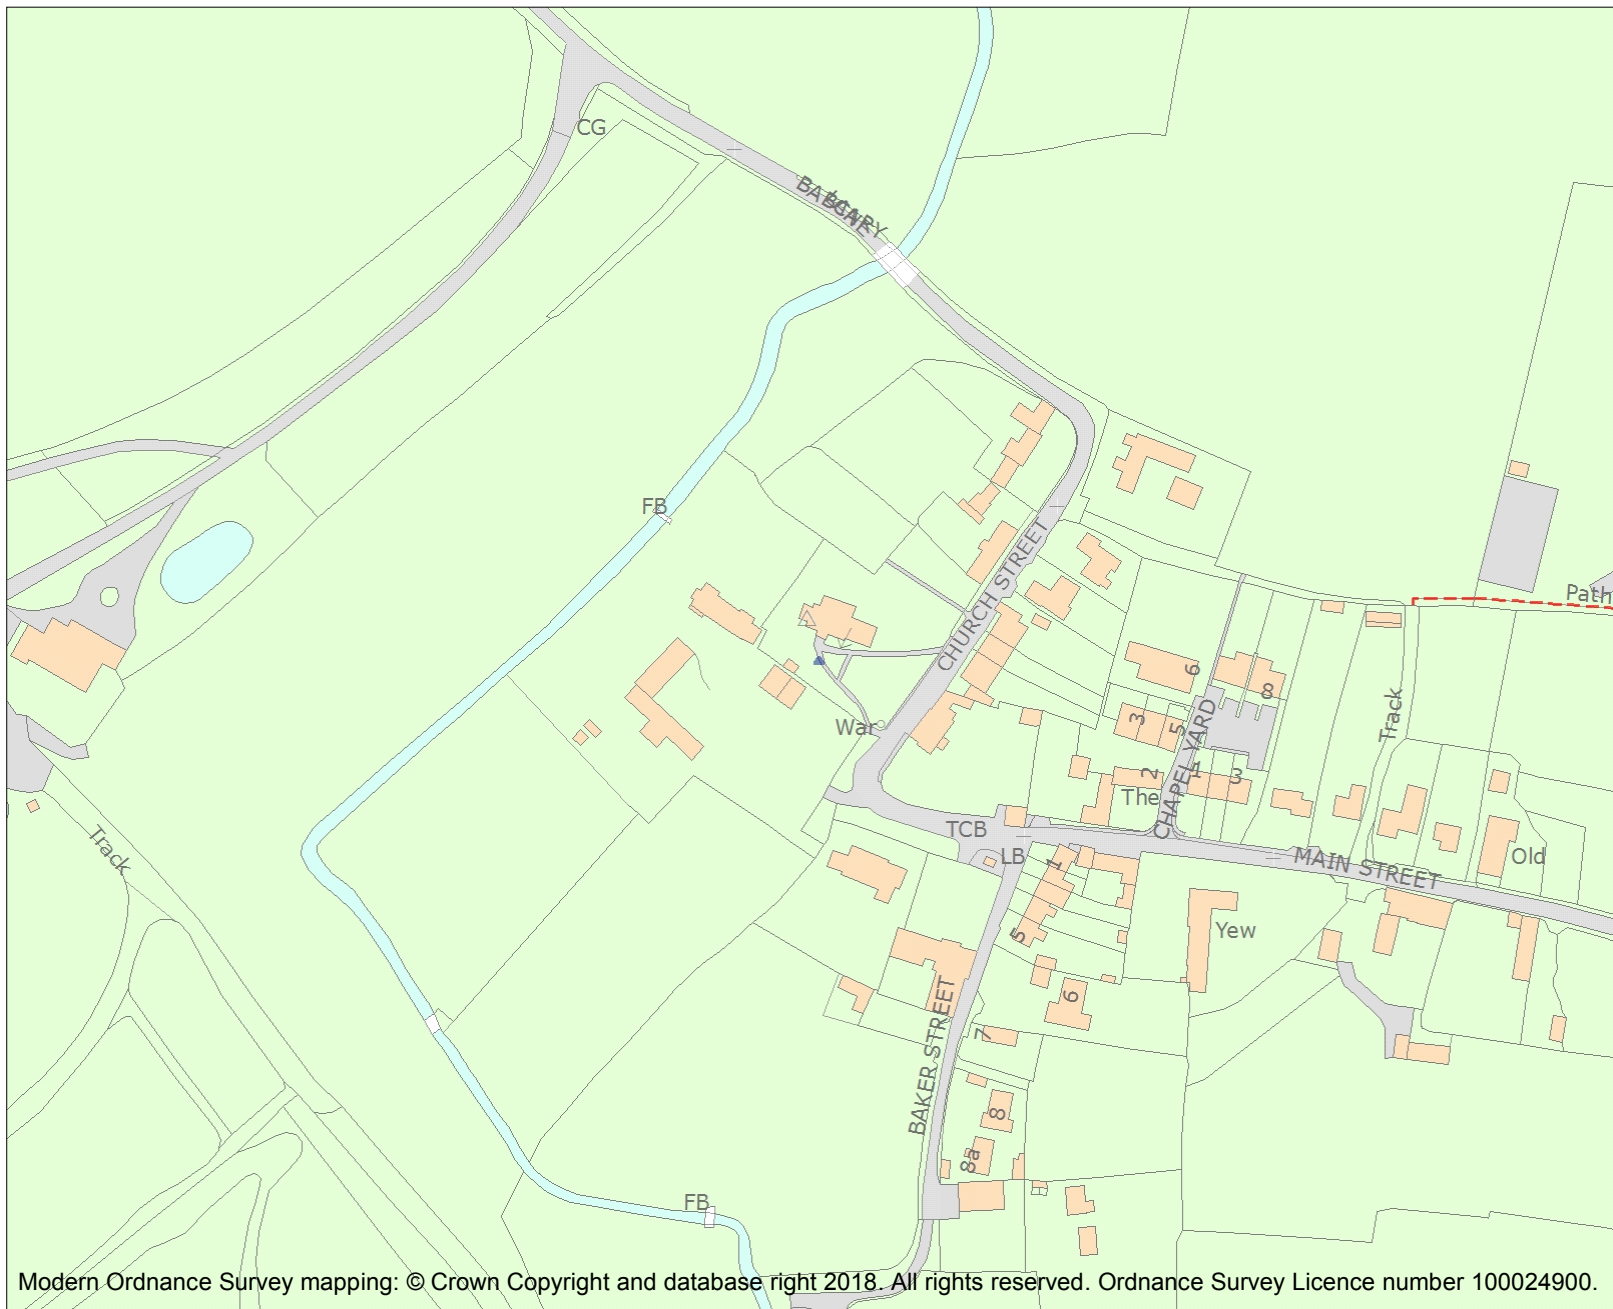 CG
BABCARY
LANE
FB
Path
CHURCH STREET
6
8
3
5
Track
War
CHAPEL YARD
2
1
3
The
TCB
LB
1
MAIN STREET
Old
Track
5
Yew
6
BAKER STREET
7
8
8a
FB
Modern Ordnance Survey mapping: © Crown Copyright and database right 2018. All rights reserved. Ordnance Survey Licence number 100024900.